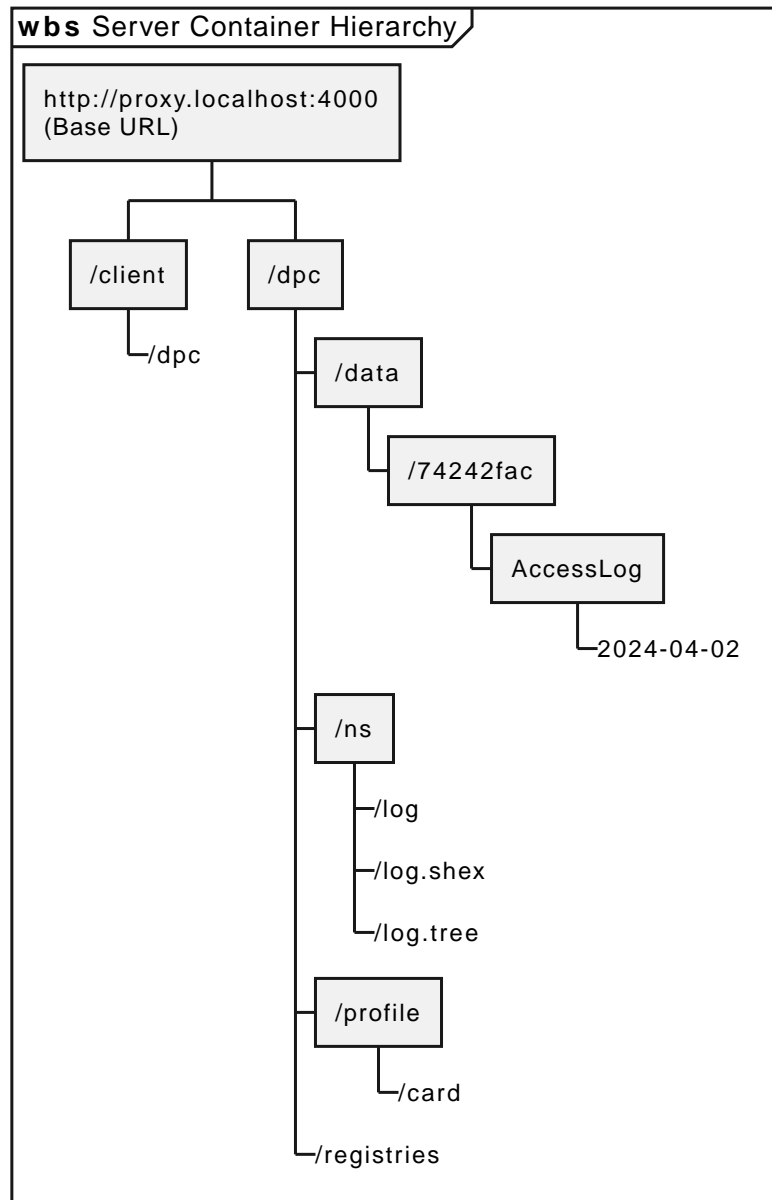 wbs Server Container Hierarchy
http://proxy.localhost:4000
(Base URL)
/client
/dpc
/dpc
/data
/74242fac
AccessLog
2024-04-02
/ns
/log
/log.shex
/log.tree
/profile
/card
/registries